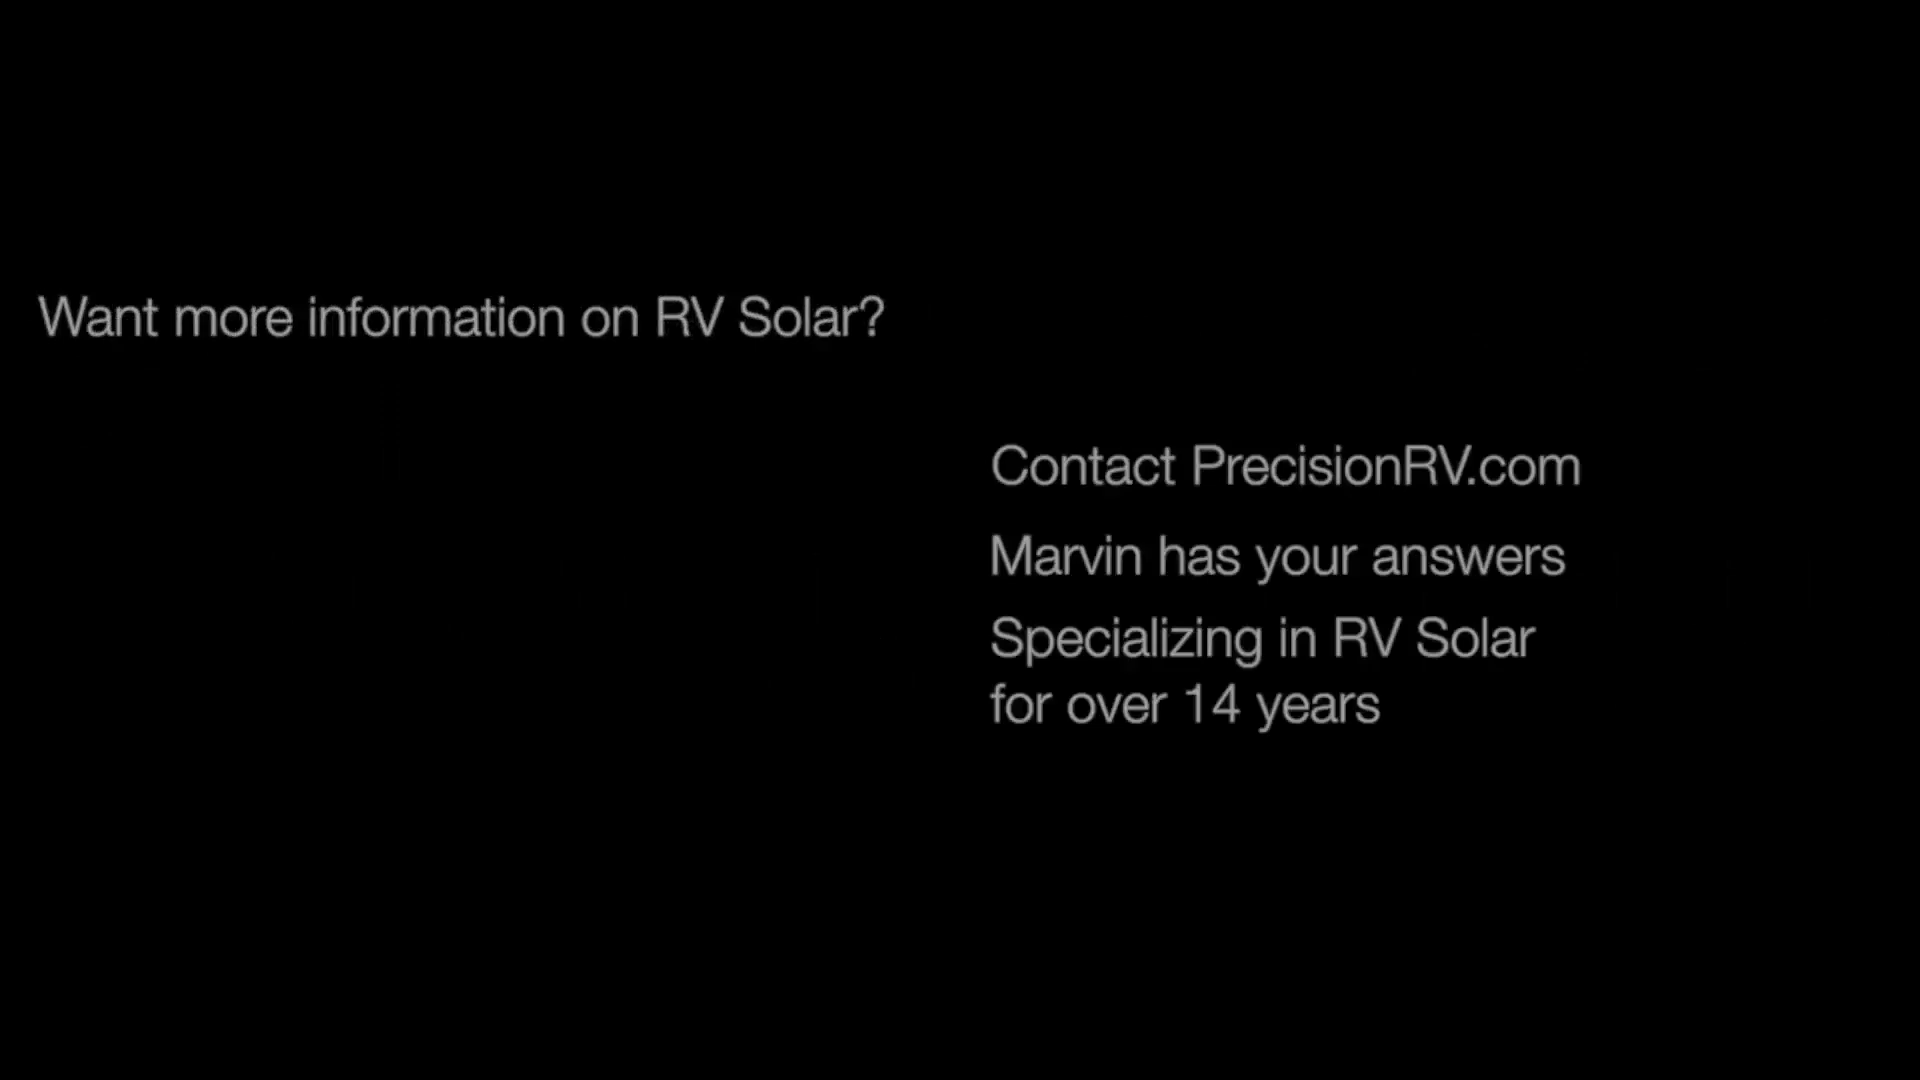 Want more information on RV Solar?
Contact PrecisionRV.com
Marvin has your answers
Specializing in RV Solar
for over 14 years